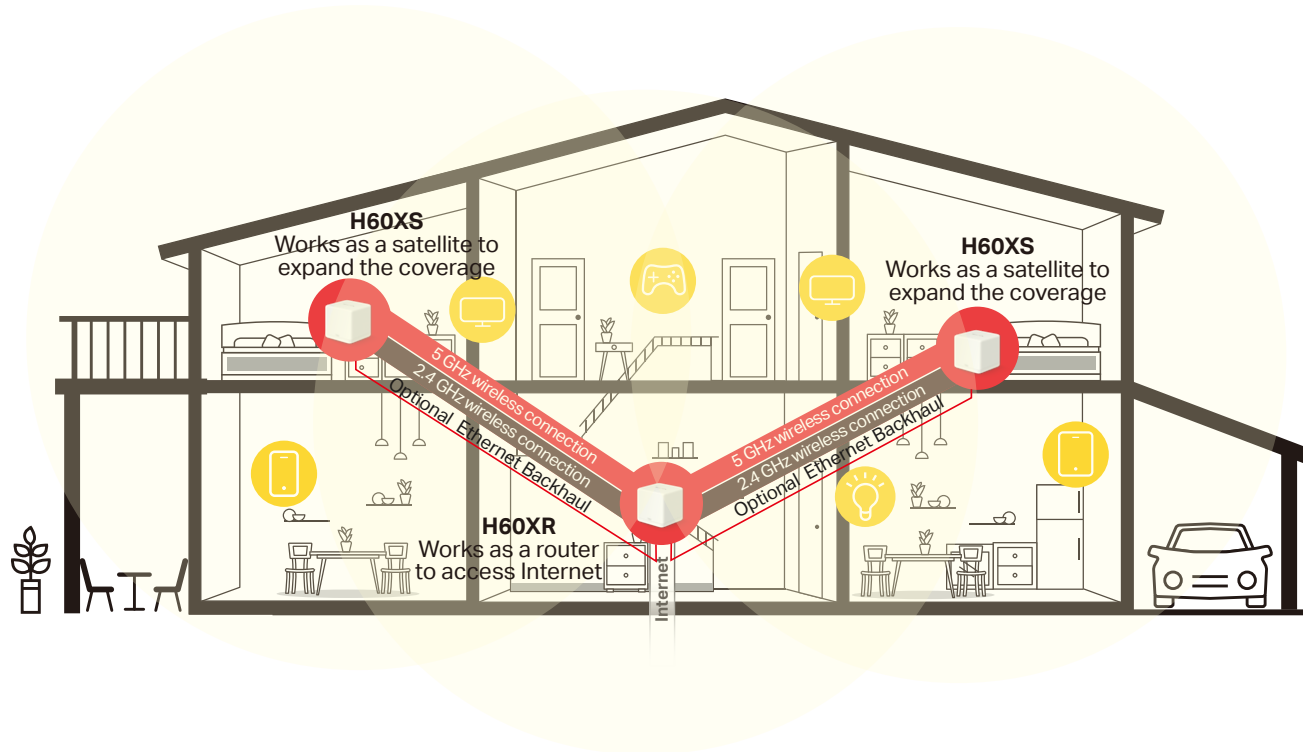 H60XS
Works as a satellite to
expand the coverage
H60XS
Works as a satellite to
expand the coverage
5 GHz wireless connection
2.4 GHz wireless connection
Optional Ethernet Backhaul
5 GHz wireless connection
2.4 GHz wireless connection
Optional Ethernet Backhaul
H60XR
Works as a router
to access Internet
Internet